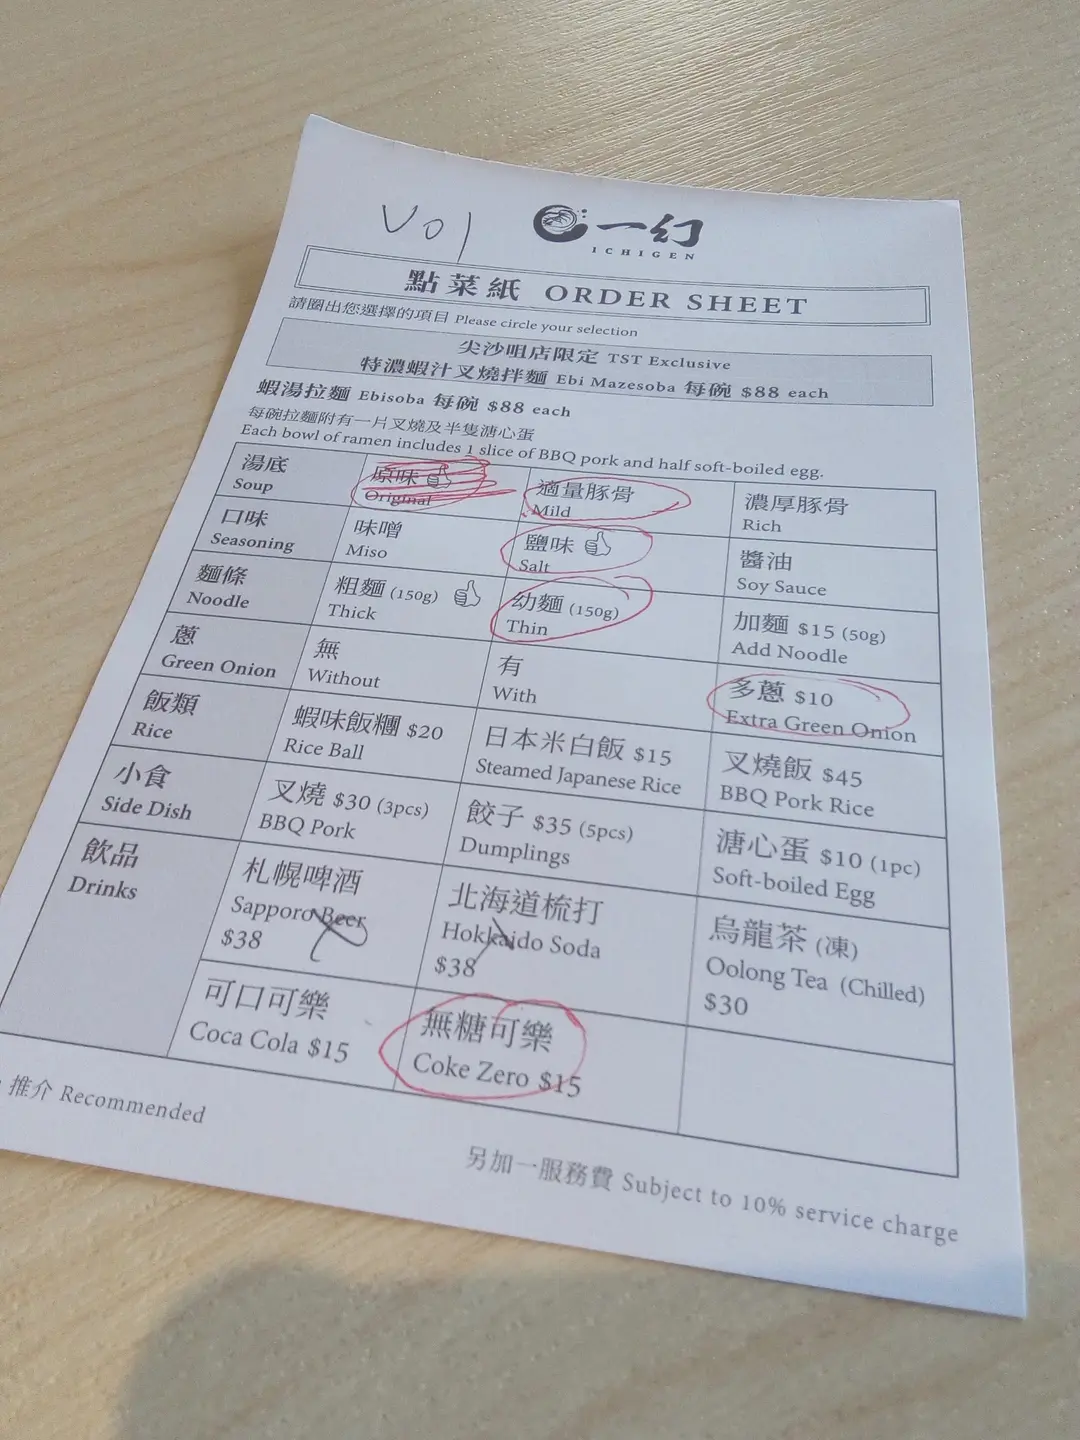 V01
一幻
ICHIGEN
點菜紙 ORDER SHEET
請圈出您選擇的項目 Please circle your selection
尖沙咀店限定 TST Exclusive
特濃蝦汁叉燒拌麵 Ebi Mazesoba 每碗 $88 each
蝦湯拉麵 Ebisoba 每碗 $88 each
每碗拉麵附有一片叉燒及半隻溏心蛋
Each bowl of ramen includes 1 slice of BBQ pork and half soft-boiled egg.
湯底 原味 適量豚骨 濃厚豚骨
Soup Original Mild Rich
口味 味噌 鹽味 醬油
Seasoning Miso Salt Soy Sauce
麵條 粗麵 (150g) 幼麵 (150g) 加麵 $15 (50g)
Noodle Thick Thin Add Noodle
蔥 無 有 多蔥 $10
Green Onion Without With Extra Green Onion
飯類 蝦味飯糰 $20 日本米白飯 $15 叉燒飯 $45
Rice Rice Ball Steamed Japanese Rice BBQ Pork Rice
小食 叉燒 $30 (3pcs) 餃子 $35 (5pcs) 溏心蛋 $10 (1pc)
Side Dish BBQ Pork Dumplings Soft-boiled Egg
飲品 札幌啤酒 北海道梳打 烏龍茶 (凍)
Drinks Sapporo Beer Hokkaido Soda Oolong Tea (Chilled)
$38 $38 $30
可口可樂 無糖可樂
Coca Cola $15 Coke Zero $15
推介 Recommended
另加一服務費 Subject to 10% service charge